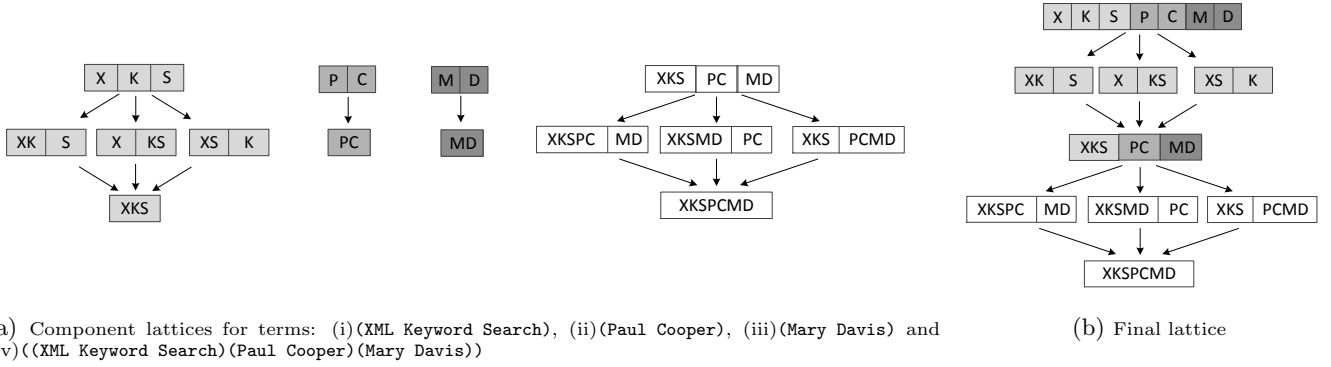 X K S
XK S X KS XS K
XKS
P C
PC
M D
MD
XKS PC MD
XKSPC MD XKSMD PC XKS PCMD
XKSPCMD
X K S P C M D
XK S X KS XS K
XKS PC MD
XKSPC MD XKSMD PC XKS PCMD
XKSPCMD
) Component lattices for terms: (i)(XML Keyword Search), (ii)(Paul Cooper), (iii)(Mary Davis) and
v)((XML Keyword Search)(Paul Cooper)(Mary Davis))
(b) Final lattice